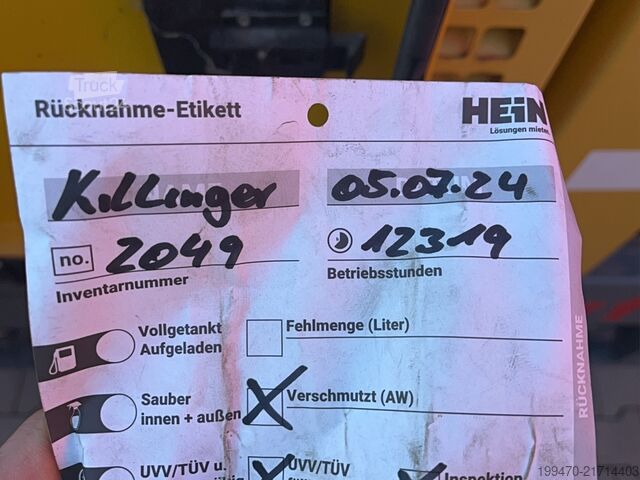 Truck
Rücknahme-Etikett
HEiN
Lösungen mieten.
Killinger
05.07.24
no. 2049
12319
Inventarnummer
Betriebsstunden
Vollgetankt
Aufgeladen
Fehlmenge (Liter)
Sauber
innen + außen
Verschmutzt (AW)
RÜCKNAHME
UVV/TÜV u.
UVV/TÜV
Inspektion
199470-21714403